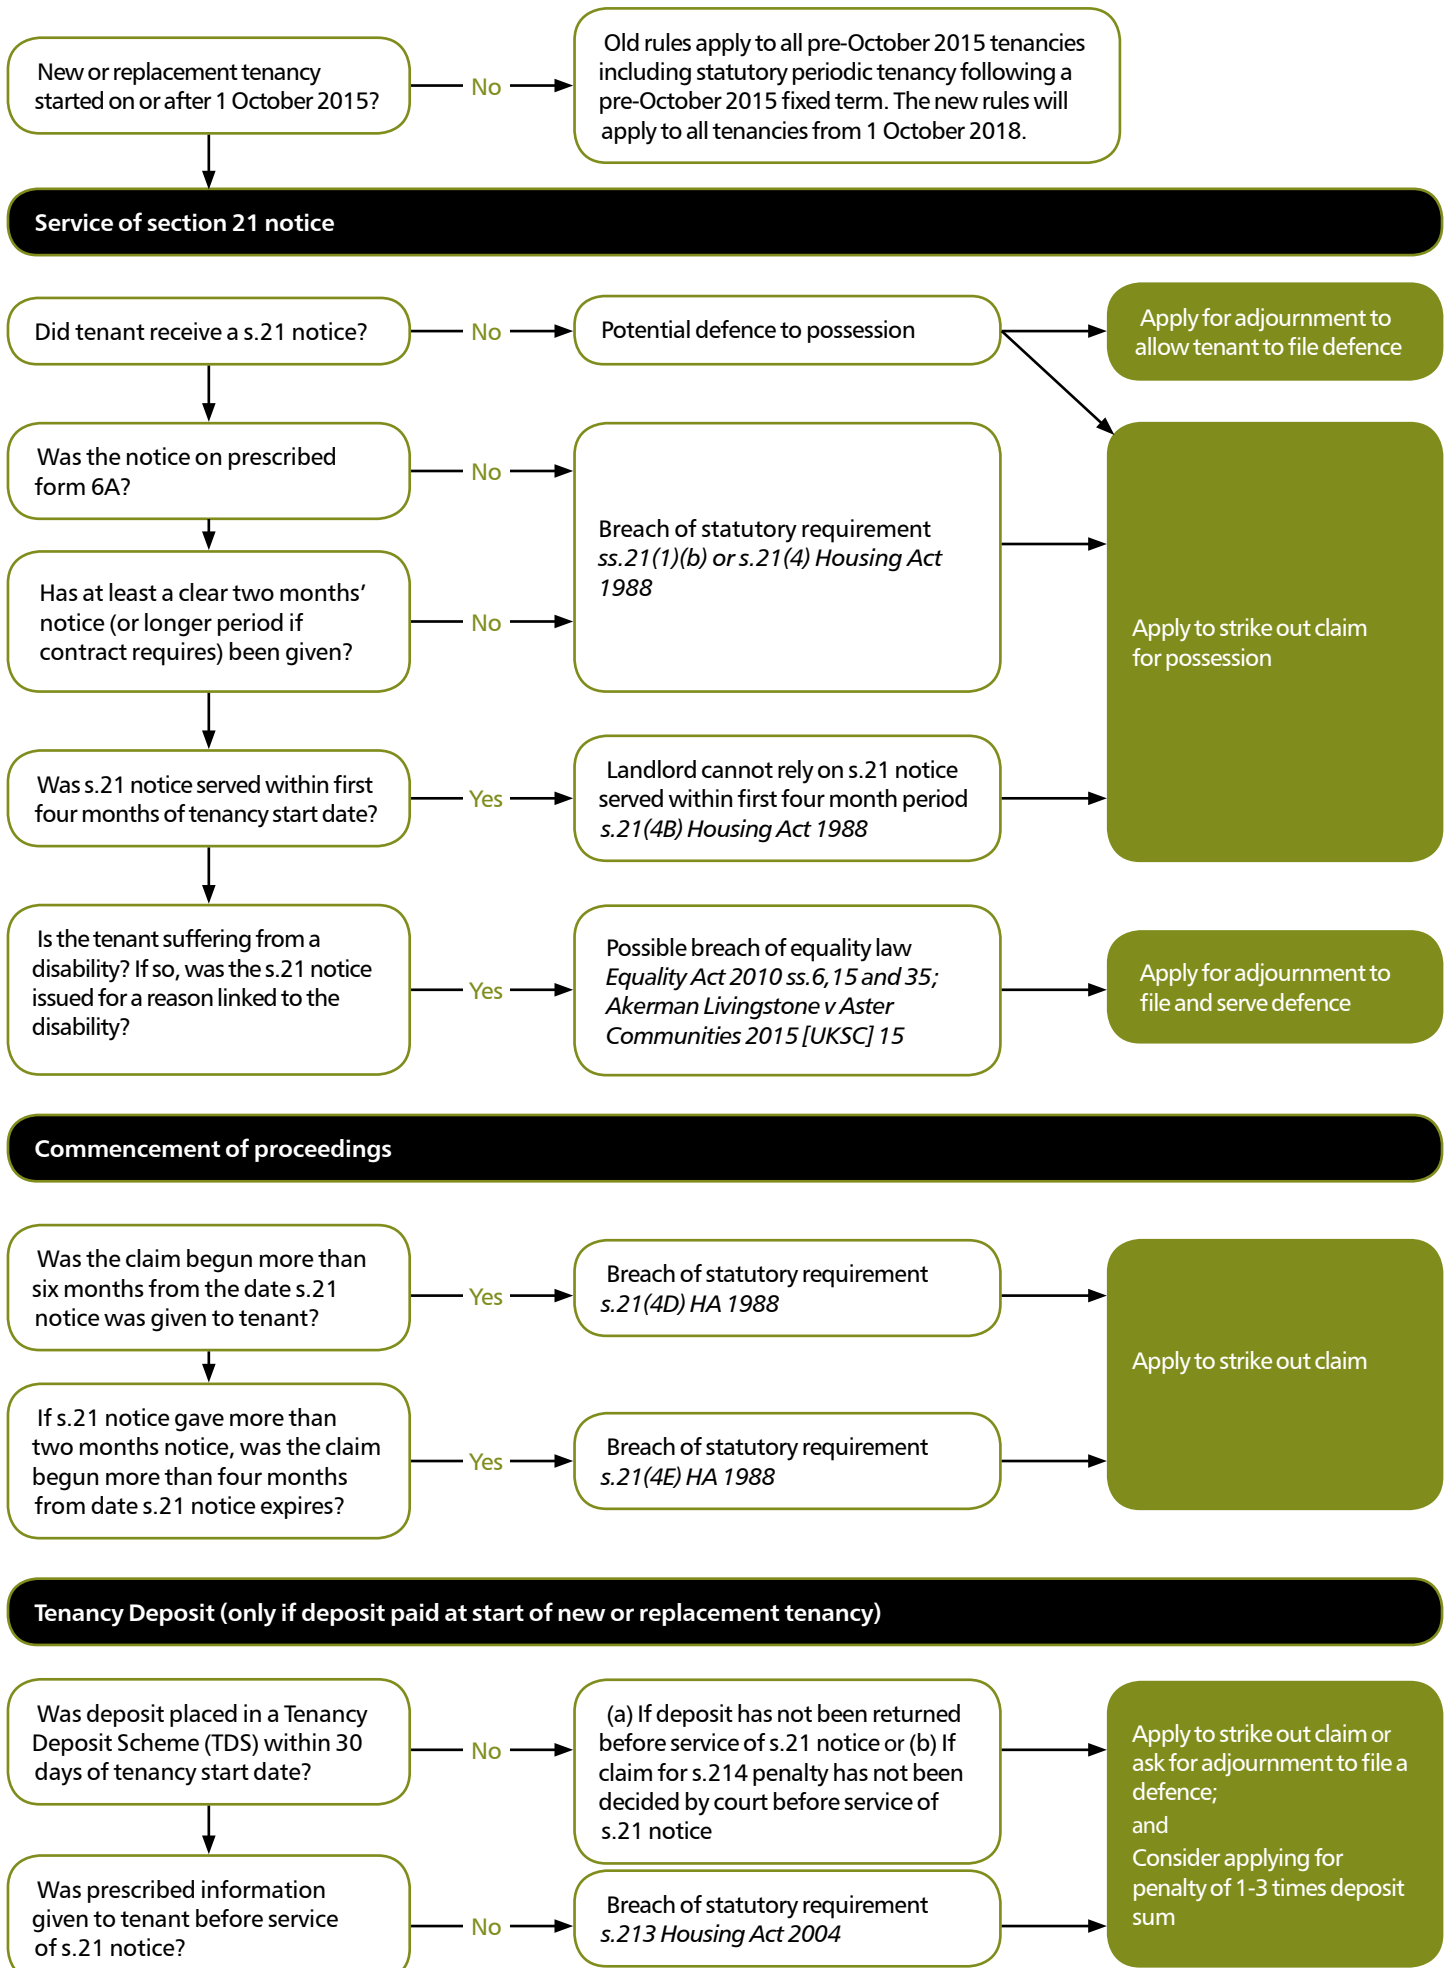 New or replacement tenancy
started on or after 1 October 2015?
No
Old rules apply to all pre-October 2015 tenancies
including statutory periodic tenancy following a
pre-October 2015 fixed term. The new rules will
apply to all tenancies from 1 October 2018.
Service of section 21 notice
Did tenant receive a s.21 notice?
No
Potential defence to possession
Apply for adjournment to
allow tenant to file defence
Was the notice on prescribed
form 6A?
No
Has at least a clear two months’
notice (or longer period if
contract requires) been given?
No
Breach of statutory requirement
ss.21(1)(b) or s.21(4) Housing Act
1988
Apply to strike out claim
for possession
Was s.21 notice served within first
four months of tenancy start date?
Yes
Landlord cannot rely on s.21 notice
served within first four month period
s.21(4B) Housing Act 1988
Is the tenant suffering from a
disability? If so, was the s.21 notice
issued for a reason linked to the
disability?
Yes
Possible breach of equality law
Equality Act 2010 ss.6,15 and 35;
Akerman Livingstone v Aster
Communities 2015 [UKSC] 15
Apply for adjournment to
file and serve defence
Commencement of proceedings
Was the claim begun more than
six months from the date s.21
notice was given to tenant?
Yes
Breach of statutory requirement
s.21(4D) HA 1988
Apply to strike out claim
If s.21 notice gave more than
two months notice, was the claim
begun more than four months
from date s.21 notice expires?
Yes
Breach of statutory requirement
s.21(4E) HA 1988
Tenancy Deposit (only if deposit paid at start of new or replacement tenancy)
Was deposit placed in a Tenancy
Deposit Scheme (TDS) within 30
days of tenancy start date?
No
(a) If deposit has not been returned
before service of s.21 notice or (b) If
claim for s.214 penalty has not been
decided by court before service of
s.21 notice
Apply to strike out claim or
ask for adjournment to file a
defence;
and
Consider applying for
penalty of 1-3 times deposit
sum
Was prescribed information
given to tenant before service
of s.21 notice?
No
Breach of statutory requirement
s.213 Housing Act 2004